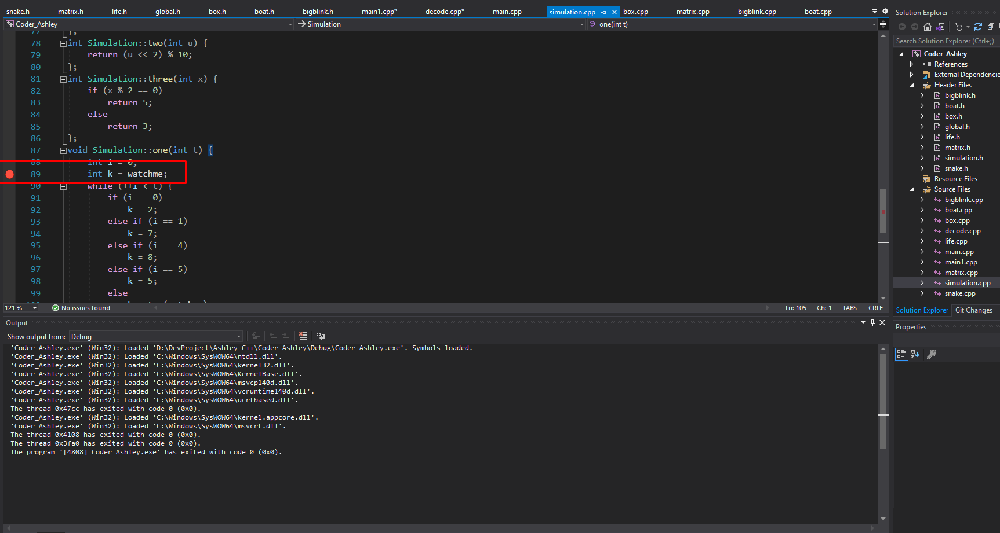 snake.h matrix.h life.h global.h box.h boat.h bigblink.h main1.cpp* decode.cpp* main.cpp simulation.cpp box.cpp matrix.cpp bigblink.cpp boat.cpp
Coder_Ashley Simulation one(int t)
77 };
78 int Simulation::two(int u) {
79 return (u << 2) % 10;
80 };
81 int Simulation::three(int x) {
82 if (x % 2 == 0)
83 return 5;
84 else
85 return 3;
86 };
87 void Simulation::one(int t) {
88 int i = 0;
89 int k = watchme;
90 while (++i < t) {
91 if (i == 0)
92 k = 2;
93 else if (i == 1)
94 k = 7;
95 else if (i == 4)
96 k = 8;
97 else if (i == 5)
98 k = 5;
99 else
100
121 % No issues found Ln: 105 Ch: 1 TABS CRLF
Output
Show output from: Debug
'Coder_Ashley.exe' (Win32): Loaded 'D:\DevProject\Ashley_C++\Coder_Ashley\Debug\Coder_Ashley.exe'. Symbols loaded.
'Coder_Ashley.exe' (Win32): Loaded 'C:\Windows\SysWOW64\ntdll.dll'.
'Coder_Ashley.exe' (Win32): Loaded 'C:\Windows\SysWOW64\kernel32.dll'.
'Coder_Ashley.exe' (Win32): Loaded 'C:\Windows\SysWOW64\KernelBase.dll'.
'Coder_Ashley.exe' (Win32): Loaded 'C:\Windows\SysWOW64\msvcp140d.dll'.
'Coder_Ashley.exe' (Win32): Loaded 'C:\Windows\SysWOW64\vcruntime140d.dll'.
'Coder_Ashley.exe' (Win32): Loaded 'C:\Windows\SysWOW64\ucrtbased.dll'.
The thread 0x47cc has exited with code 0 (0x0).
'Coder_Ashley.exe' (Win32): Loaded 'C:\Windows\SysWOW64\kernel.appcore.dll'.
'Coder_Ashley.exe' (Win32): Loaded 'C:\Windows\SysWOW64\msvcrt.dll'.
The thread 0x4108 has exited with code 0 (0x0).
The thread 0x3fa0 has exited with code 0 (0x0).
The program '[4808] Coder_Ashley.exe' has exited with code 0 (0x0).
Solution Explorer
Search Solution Explorer (Ctrl+;)
Coder_Ashley
References
External Dependencie
Header Files
bigblink.h
boat.h
box.h
global.h
life.h
matrix.h
simulation.h
snake.h
Resource Files
Source Files
bigblink.cpp
boat.cpp
box.cpp
decode.cpp
life.cpp
main.cpp
main1.cpp
matrix.cpp
simulation.cpp
snake.cpp
Solution Explorer Git Changes
Properties